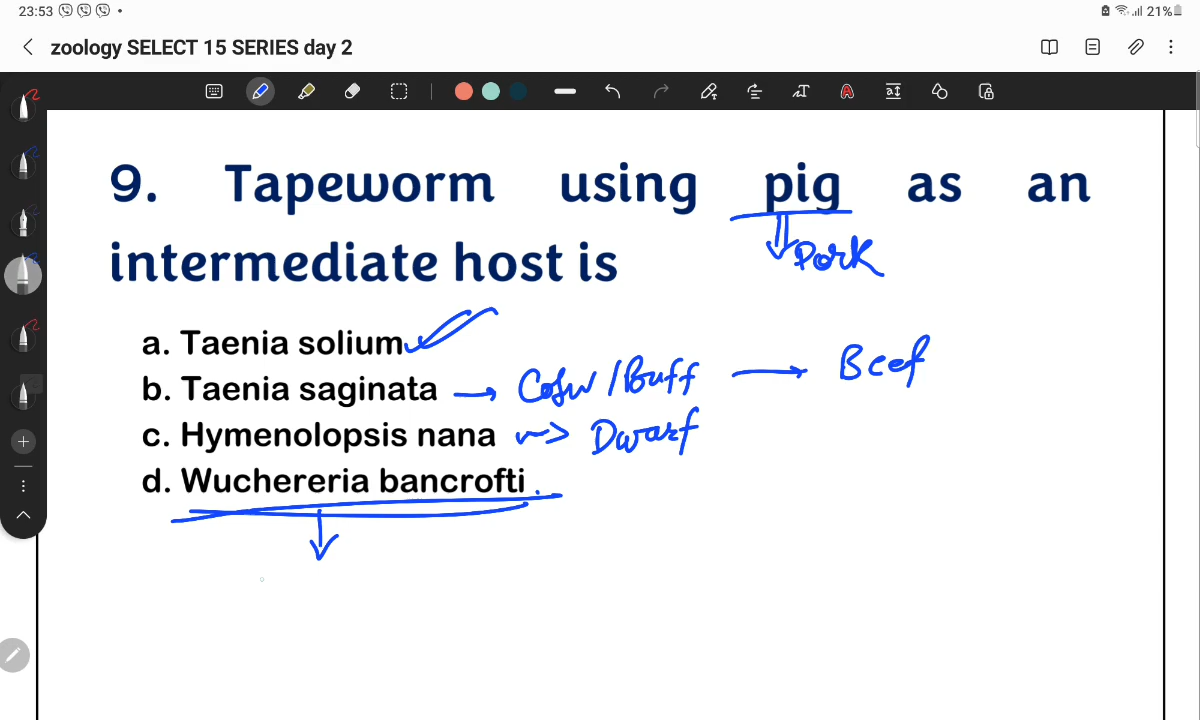 23:53
21%
zoology SELECT 15 SERIES day 2
9. Tapeworm using pig as an
intermediate host is
Pork
a. Taenia solium
b. Taenia saginata → Cow/Buff → Beef
c. Hymenolopsis nana → Dwarf
d. Wuchereria bancrofti.